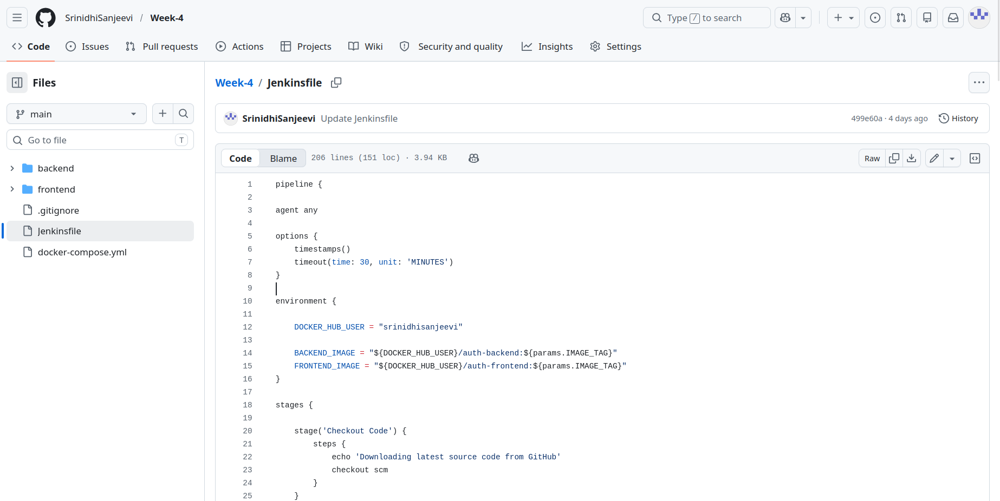 SrinidhiSanjeevi / Week-4
Type / to search
Code
Issues
Pull requests
Actions
Projects
Wiki
Security and quality
Insights
Settings
Files
main
Go to file
T
backend
frontend
.gitignore
Jenkinsfile
docker-compose.yml
Week-4 / Jenkinsfile
SrinidhiSanjeevi Update Jenkinsfile
499e60a · 4 days ago
History
Code
Blame
206 lines (151 loc) · 3.94 KB
Raw
1 pipeline {
2
3 agent any
4
5 options {
6     timestamps()
7     timeout(time: 30, unit: 'MINUTES')
8 }
9
10 environment {
11
12     DOCKER_HUB_USER = "srinidhisanjeevi"
13
14     BACKEND_IMAGE = "${DOCKER_HUB_USER}/auth-backend:${params.IMAGE_TAG}"
15     FRONTEND_IMAGE = "${DOCKER_HUB_USER}/auth-frontend:${params.IMAGE_TAG}"
16 }
17
18 stages {
19
20     stage('Checkout Code') {
21         steps {
22             echo 'Downloading latest source code from GitHub'
23             checkout scm
24         }
25     }